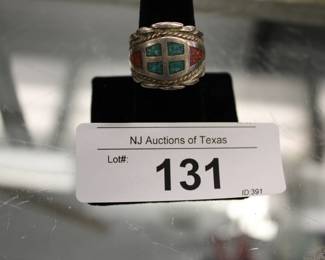 NJ Auctions of Texas
Lot#:
131
ID:391